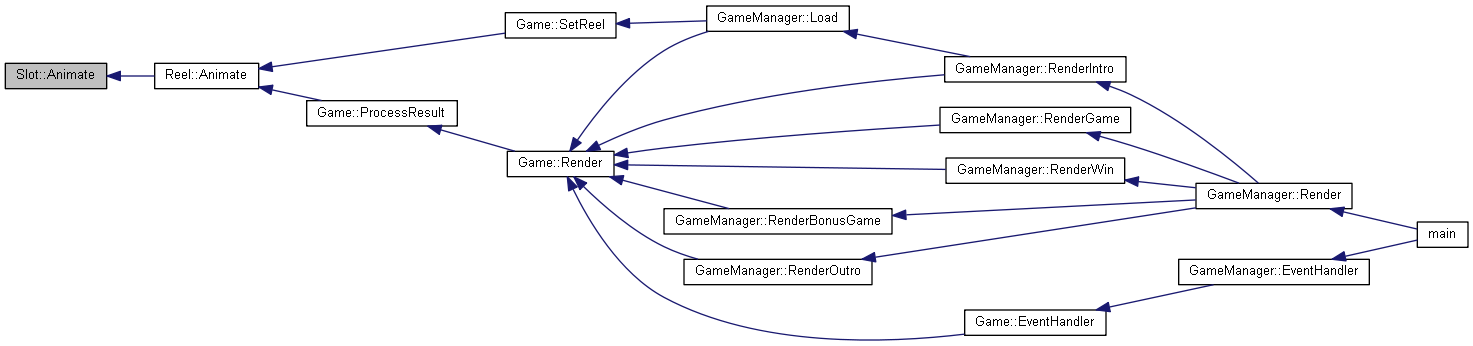 Slot::Animate
Reel::Animate
Game::SetReel
Game::ProcessResult
Game::Render
GameManager::Load
GameManager::RenderIntro
GameManager::RenderGame
GameManager::RenderWin
GameManager::RenderBonusGame
GameManager::RenderOutro
Game::EventHandler
GameManager::Render
GameManager::EventHandler
main